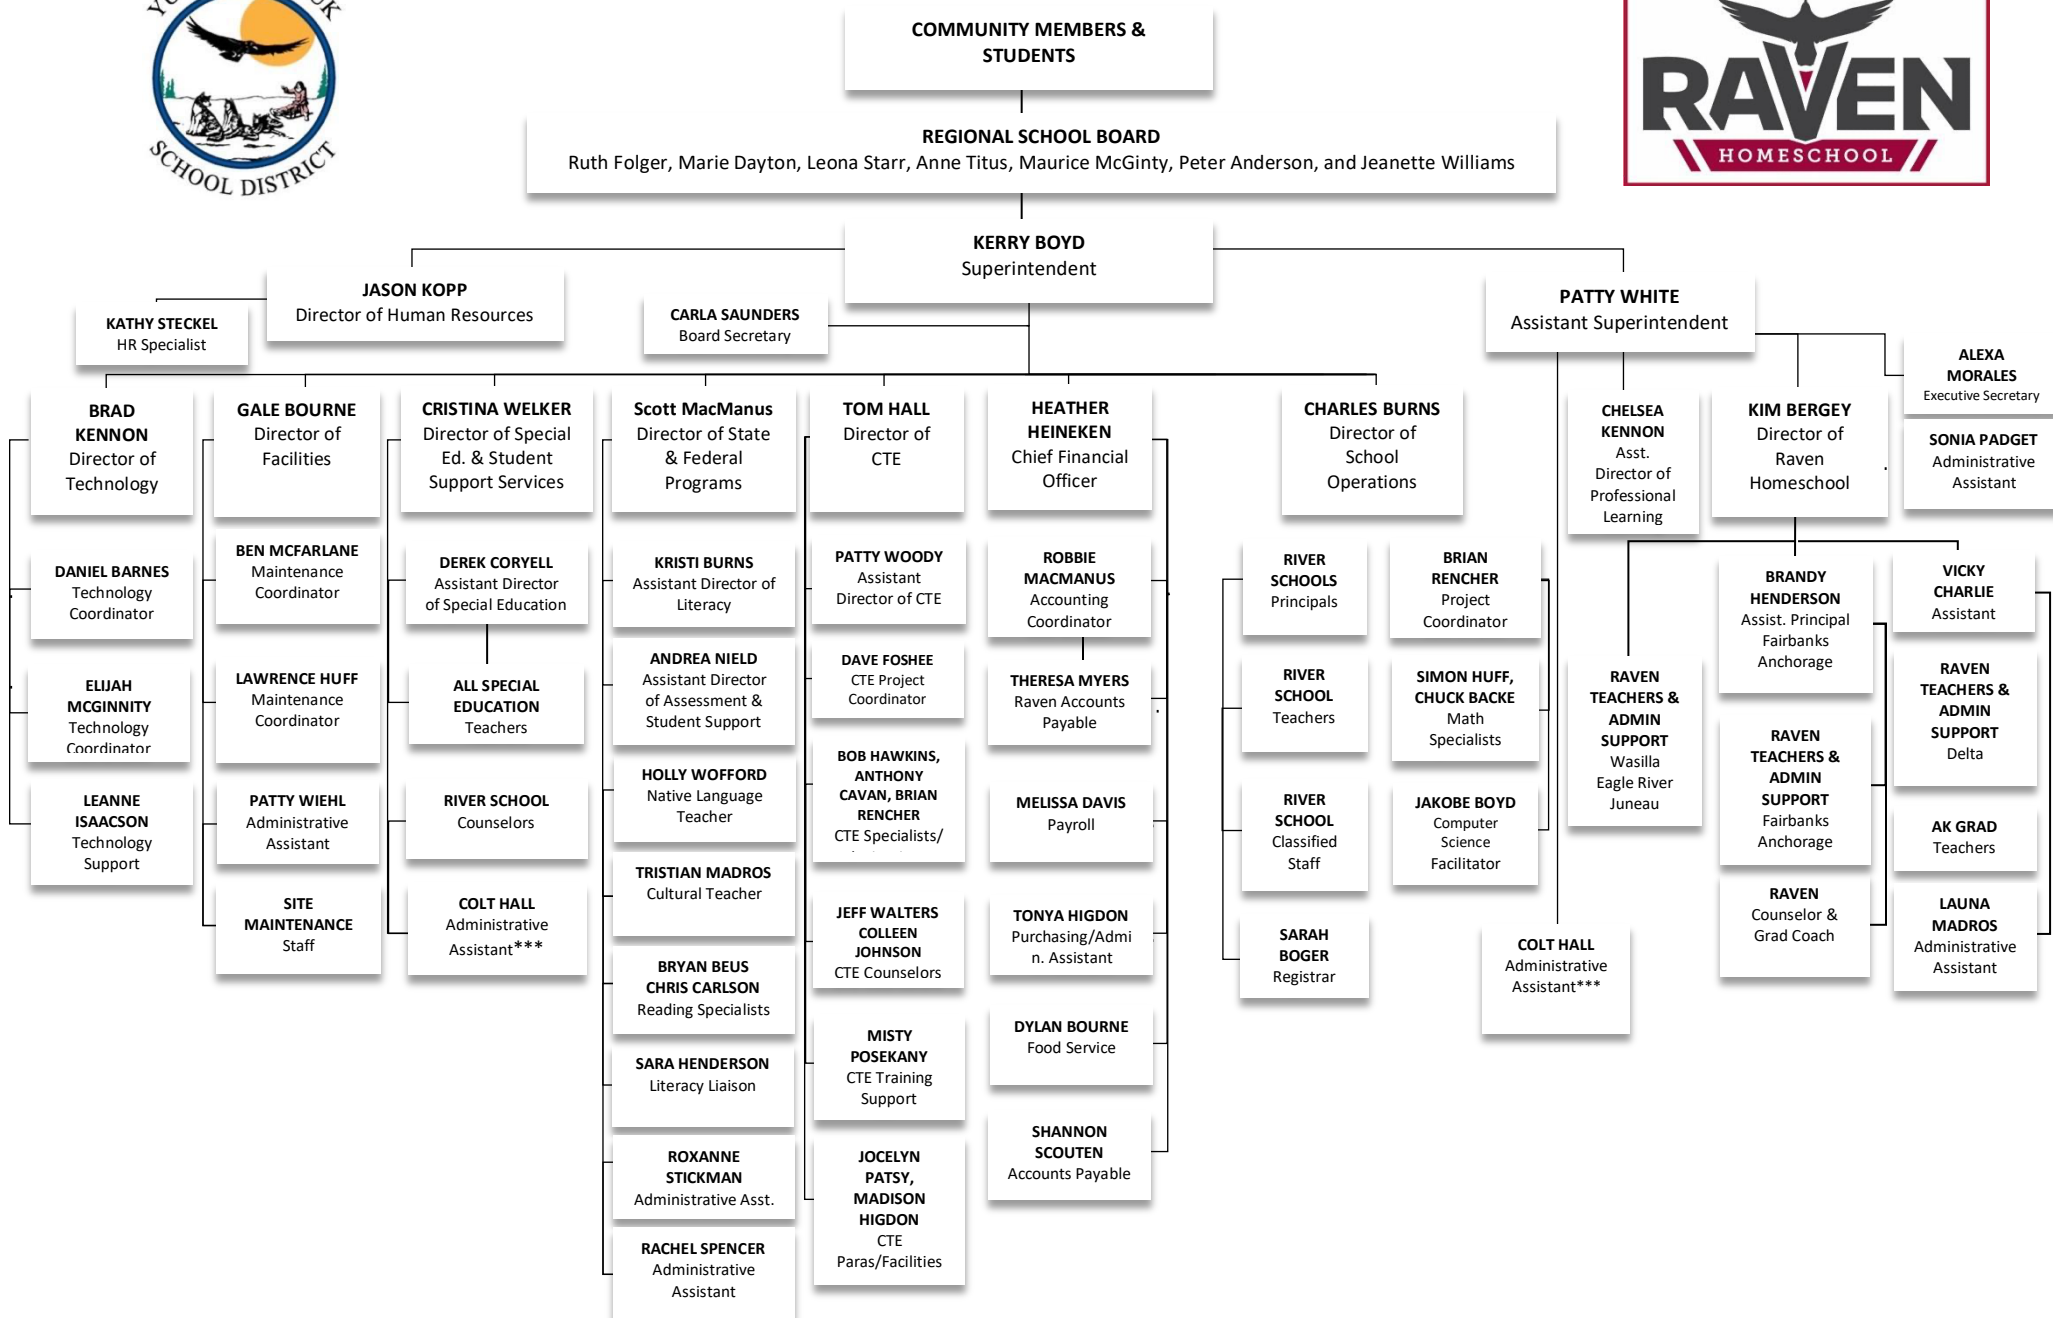 SCHOOL DISTRICT
RAVEN
HOMESCHOOL
COMMUNITY MEMBERS &
STUDENTS
REGIONAL SCHOOL BOARD
Ruth Folger, Marie Dayton, Leona Starr, Anne Titus, Maurice McGinty, Peter Anderson, and Jeanette Williams
KERRY BOYD
Superintendent
JASON KOPP
Director of Human Resources
KATHY STECKEL
HR Specialist
CARLA SAUNDERS
Board Secretary
PATTY WHITE
Assistant Superintendent
ALEXA
MORALES
Executive Secretary
SONIA PADGET
Administrative
Assistant
BRAD
KENNON
Director of
Technology
DANIEL BARNES
Technology
Coordinator
ELIJAH
MCGINNITY
Technology
Coordinator
LEANNE
ISAACSON
Technology
Support
GALE BOURNE
Director of
Facilities
BEN MCFARLANE
Maintenance
Coordinator
LAWRENCE HUFF
Maintenance
Coordinator
PATTY WIEHL
Administrative
Assistant
SITE
MAINTENANCE
Staff
CRISTINA WELKER
Director of Special
Ed. & Student
Support Services
DEREK CORYELL
Assistant Director
of Special Education
ALL SPECIAL
EDUCATION
Teachers
RIVER SCHOOL
Counselors
COLT HALL
Administrative
Assistant***
Scott MacManus
Director of State
& Federal
Programs
KRISTI BURNS
Assistant Director of
Literacy
ANDREA NIELD
Assistant Director
of Assessment &
Student Support
HOLLY WOFFORD
Native Language
Teacher
TRISTIAN MADROS
Cultural Teacher
BRYAN BEUS
CHRIS CARLSON
Reading Specialists
SARA HENDERSON
Literacy Liaison
ROXANNE
STICKMAN
Administrative Asst.
RACHEL SPENCER
Administrative
Assistant
TOM HALL
Director of
CTE
PATTY WOODY
Assistant
Director of CTE
DAVE FOSHEE
CTE Project
Coordinator
BOB HAWKINS,
ANTHONY
CAVAN, BRIAN
RENCHER
CTE Specialists/
JEFF WALTERS
COLLEEN
JOHNSON
CTE Counselors
MISTY
POSEKANY
CTE Training
Support
JOCELYN
PATSY,
MADISON
HIGDON
CTE
Paras/Facilities
HEATHER
HEINEKEN
Chief Financial
Officer
ROBBIE
MACMANUS
Accounting
Coordinator
THERESA MYERS
Raven Accounts
Payable
MELISSA DAVIS
Payroll
TONYA HIGDON
Purchasing/Admi
n. Assistant
DYLAN BOURNE
Food Service
SHANNON
SCOUTEN
Accounts Payable
CHARLES BURNS
Director of
School
Operations
RIVER
SCHOOLS
Principals
RIVER
SCHOOL
Teachers
RIVER
SCHOOL
Classified
Staff
SARAH
BOGER
Registrar
BRIAN
RENCHER
Project
Coordinator
SIMON HUFF,
CHUCK BACKE
Math
Specialists
JAKOBE BOYD
Computer
Science
Facilitator
CHELSEA
KENNON
Asst.
Director of
Professional
Learning
COLT HALL
Administrative
Assistant***
KIM BERGEY
Director of
Raven
Homeschool
RAVEN
TEACHERS &
ADMIN
SUPPORT
Wasilla
Eagle River
Juneau
BRANDY
HENDERSON
Assist. Principal
Fairbanks
Anchorage
RAVEN
TEACHERS &
ADMIN
SUPPORT
Fairbanks
Anchorage
RAVEN
Counselor &
Grad Coach
VICKY
CHARLIE
Assistant
RAVEN
TEACHERS &
ADMIN
SUPPORT
Delta
AK GRAD
Teachers
LAUNA
MADROS
Administrative
Assistant